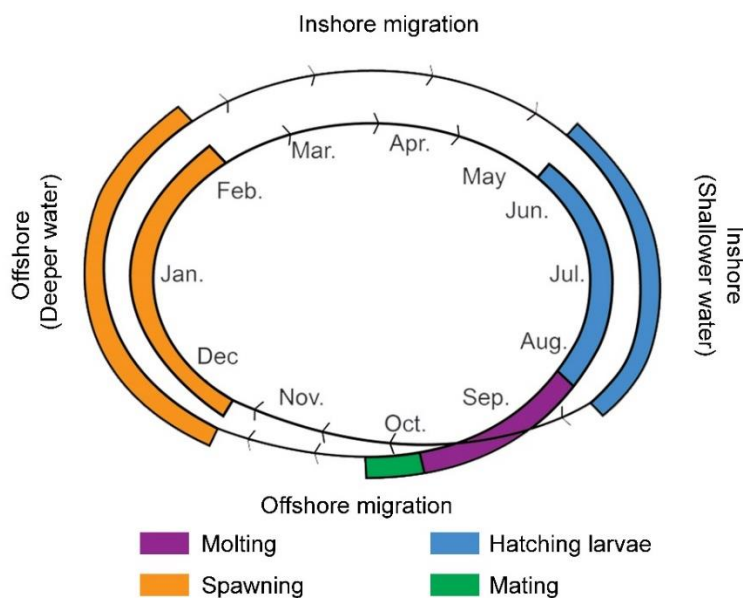 Inshore migration
Mar.
Apr.
Feb.
May
Jun.
Offshore
(Deeper water)
Jan.
Jul.
Inshore
(Shallower water)
Dec
Aug.
Nov.
Sep.
Oct.
Offshore migration
Molting
Hatching larvae
Spawning
Mating